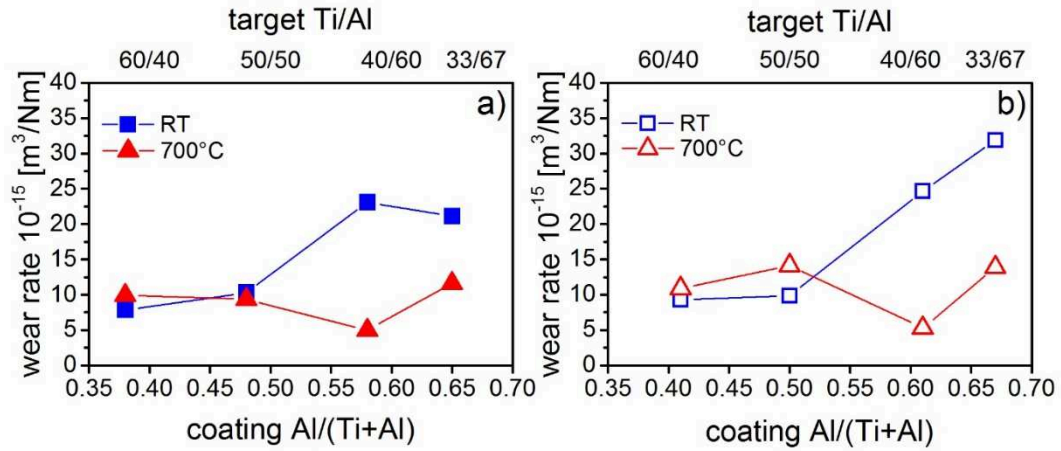 target Ti/Al
60/40 50/50 40/60 33/67
a)
RT
700°C
40
35
30
25
20
15
10
5
0
wear rate 10⁻¹⁵ [m³/Nm]
0.35 0.40 0.45 0.50 0.55 0.60 0.65 0.70
coating Al/(Ti+Al)
target Ti/Al
60/40 50/50 40/60 33/67
b)
RT
700°C
40
35
30
25
20
15
10
5
0
wear rate 10⁻¹⁵ [m³/Nm]
0.40 0.45 0.50 0.55 0.60 0.65 0.70
0.35
coating Al/(Ti+Al)